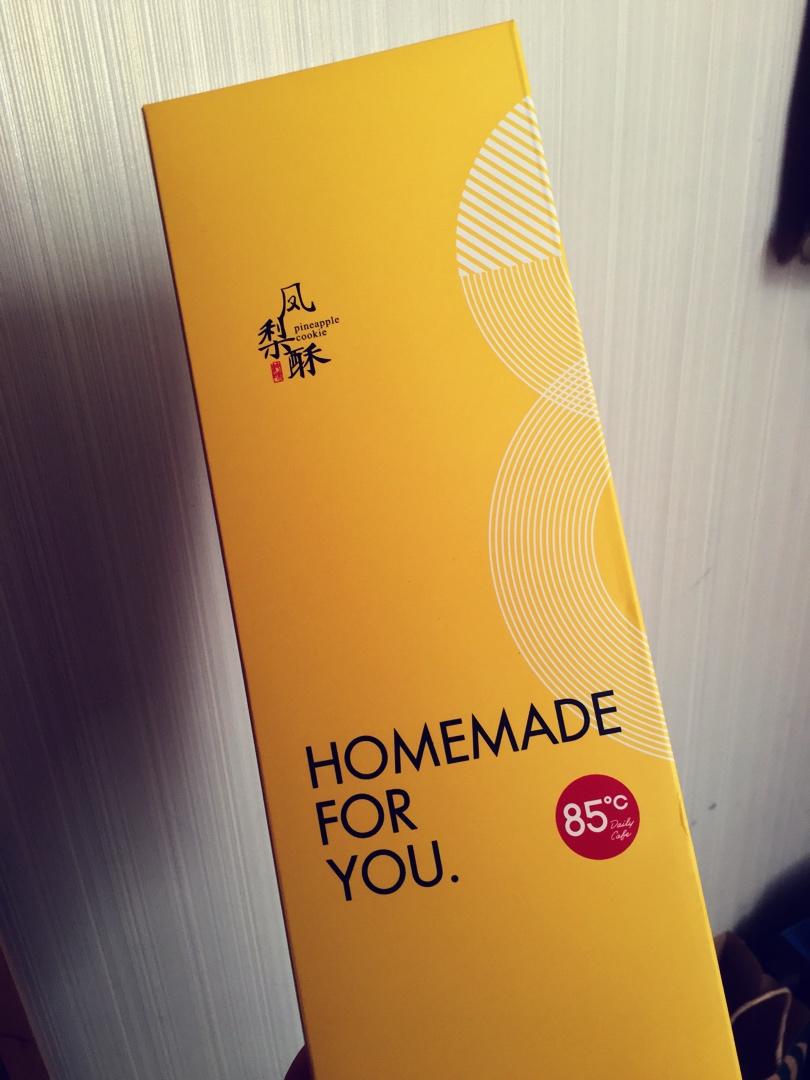 凤梨酥
pineapple
cookie
HOMEMADE
FOR
YOU.
85°C
Daily
Cafe